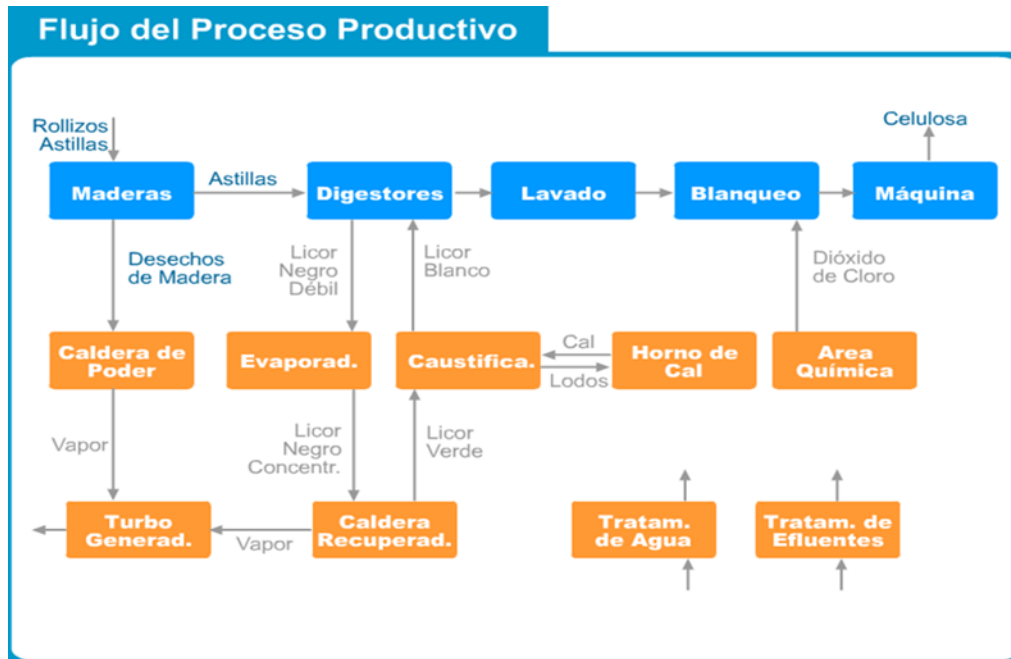 Flujo del Proceso Productivo
Rollizos
Astillas
Celulosa
Maderas
Astillas
Digestores
Lavado
Blanqueo
Máquina
Desechos
de Madera
Licor
Negro
Débil
Licor
Blanco
Dióxido
de Cloro
Caldera de
Poder
Evaporad.
Caustifica.
Cal
Lodos
Horno de
Cal
Area
Química
Vapor
Licor
Negro
Concentr.
Licor
Verde
Turbo
Generad.
Vapor
Caldera
Recuperad.
Tratam.
de Agua
Tratam. de
Efluentes